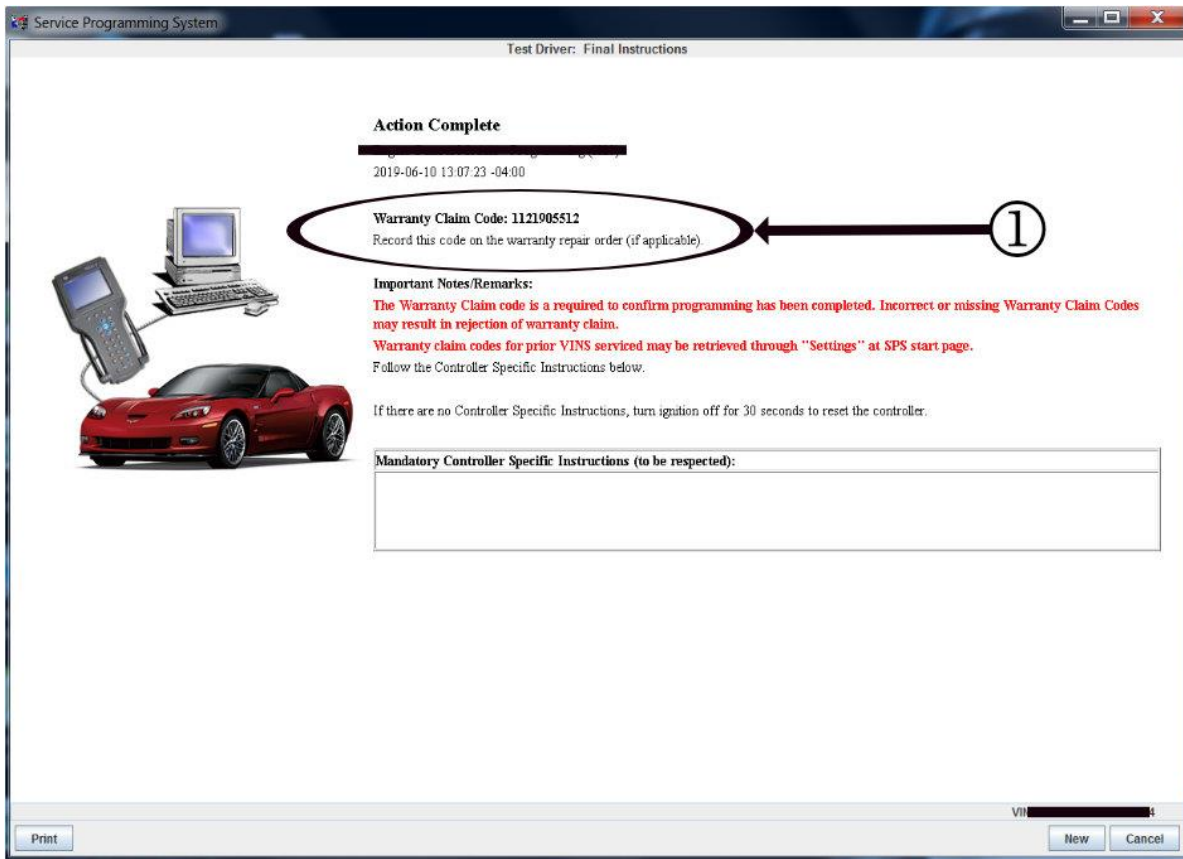 Service Programming System
Test Driver: Final Instructions
Action Complete
2019-06-10 13:07:23 -04:00
Warranty Claim Code: 1121905512
Record this code on the warranty repair order (if applicable).
1
Important Notes/Remarks:
The Warranty Claim code is a required to confirm programming has been completed. Incorrect or missing Warranty Claim Codes
may result in rejection of warranty claim.
Warranty claim codes for prior VINS serviced may be retrieved through "Settings" at SPS start page.
Follow the Controller Specific Instructions below.
If there are no Controller Specific Instructions, turn ignition off for 30 seconds to reset the controller.
Mandatory Controller Specific Instructions (to be respected):
VIN 4
Print
New
Cancel